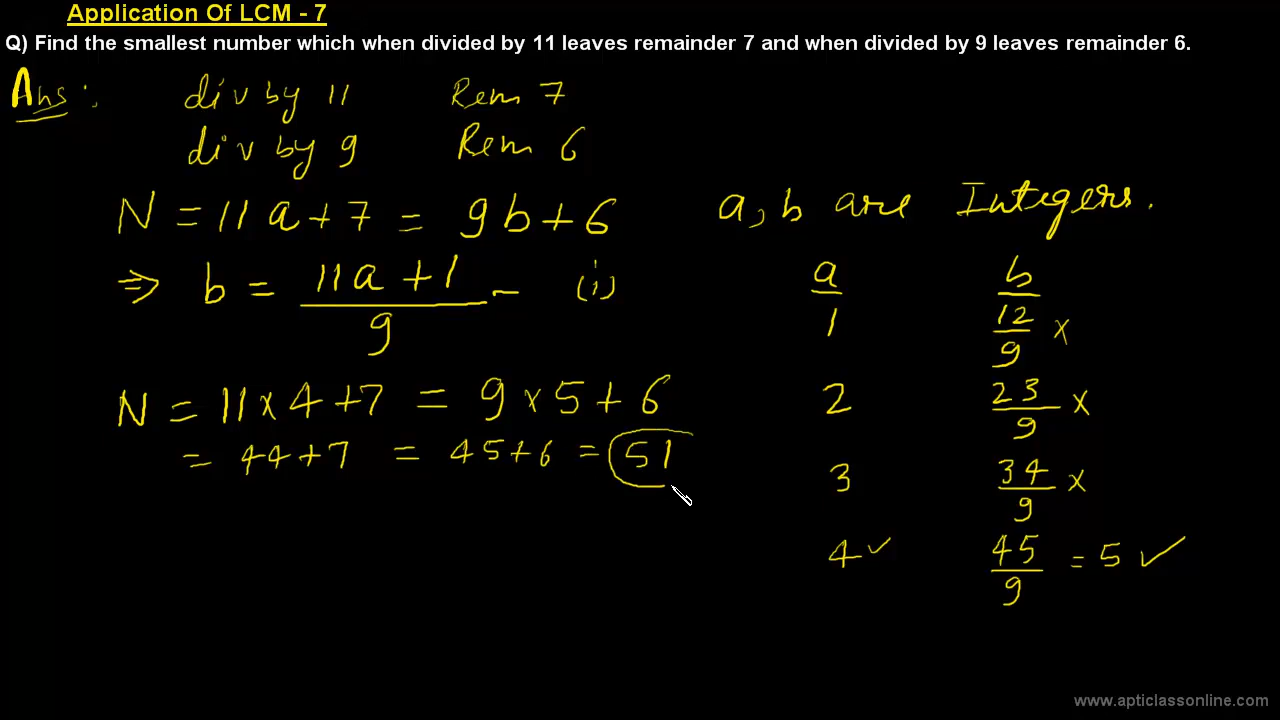 Application Of LCM - 7
Q) Find the smallest number which when divided by 11 leaves remainder 7 and when divided by 9 leaves remainder 6.
Ans :
div by 11 Rem 7
div by 9 Rem 6
N = 11a+7 = 9b+6
a, b are Integers.
⇒ b = (11a+1)/9 – (i)
N = 11×4+7 = 9×5+6
= 44+7 = 45+6 = 51
a b
1 12/9 ×
2 23/9 ×
3 34/9 ×
4 ✓ 45/9 = 5 ✓
www.apticlassonline.com